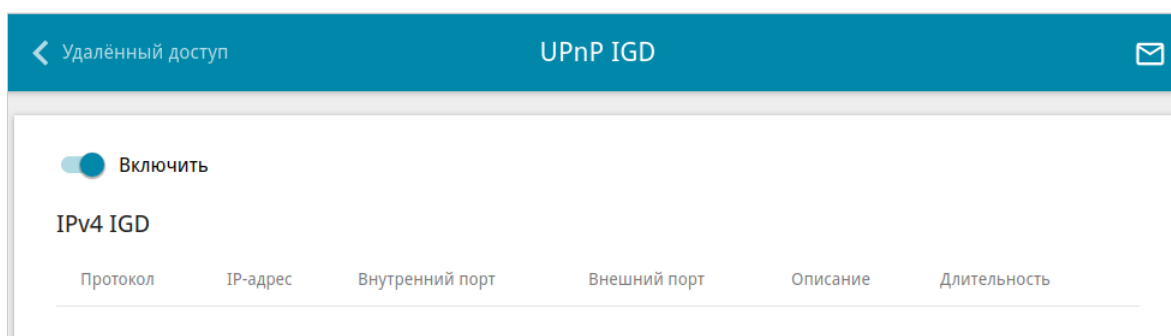 Удалённый доступ UPnP IGD
Включить
IPv4 IGD
Протокол IP-адрес Внутренний порт Внешний порт Описание Длительность